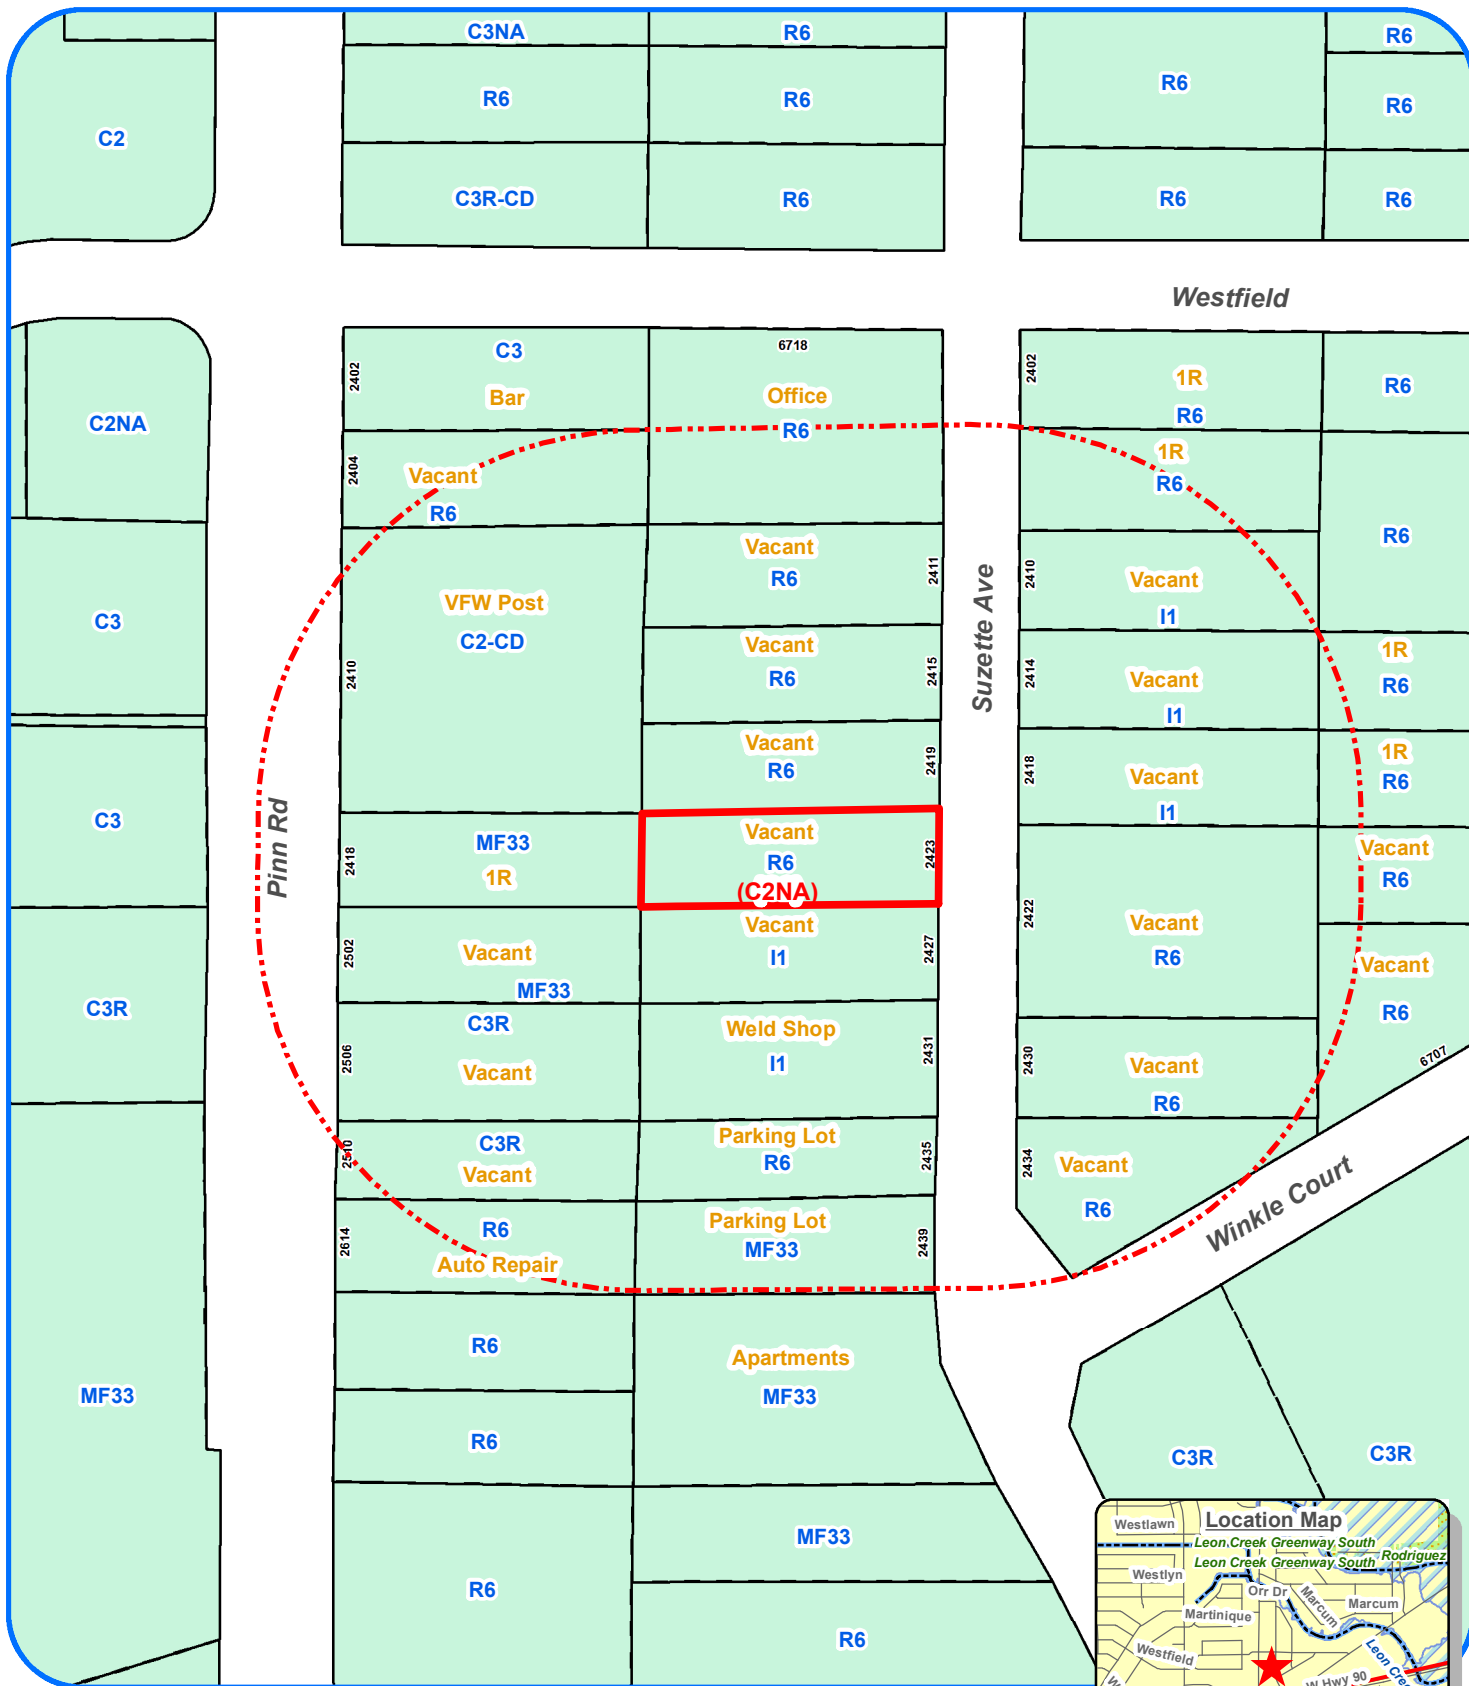 C3NA
R6
R6
R6
R6
R6
R6
C2
C3R-CD
R6
R6
R6
Westfield
C3
Bar
2402
6718
Office
R6
2402
1R
R6
R6
C2NA
2404
Vacant
R6
1R
R6
R6
C3
VFW Post
C2-CD
2410
Vacant
R6
2411
Vacant
R6
2415
Vacant
R6
2419
Suzette Ave
2410
Vacant
I1
2414
Vacant
I1
2418
Vacant
I1
1R
R6
1R
R6
C3
Pinn Rd
2418
MF33
1R
Vacant
R6
(C2NA)
2423
2422
Vacant
R6
Vacant
R6
Vacant
R6
C3R
2502
Vacant
MF33
Vacant
I1
2427
2506
C3R
Vacant
Weld Shop
I1
2431
2430
Vacant
R6
6707
2510
C3R
Vacant
Parking Lot
R6
2435
2434
Vacant
R6
Winkle Court
2614
R6
Auto Repair
Parking Lot
MF33
2439
MF33
R6
Apartments
MF33
R6
C3R
C3R
R6
MF33
R6
Location Map
Westlawn
Leon Creek Greenway South
Leon Creek Greenway South
Rodriguez
Westlyn
Orr Dr
Marcum
Marcum
Martinique
Westfield
W Hwy 90